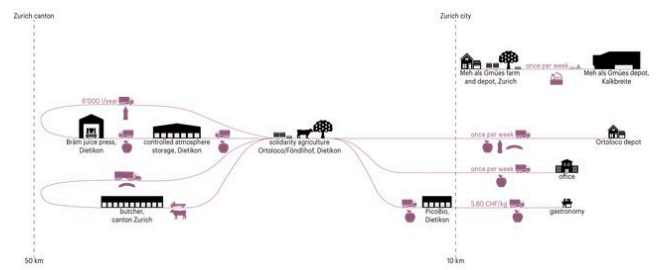 Zurich canton
Zurich city
once per week
Meh als Gmües farm
and depot, Zurich
Meh als Gmües depot,
Kalkbreite
6'000 l/year
Bräm juice press,
Dietikon
controlled atmosphere
storage, Dietikon
solidarity agriculture
Ortoloco/Föndlihof, Dietikon
once per week
Ortoloco depot
once per week
office
butcher,
canton Zurich
PicoBio,
Dietikon
5.80 CHF/kg
gastronomy
50 km
10 km